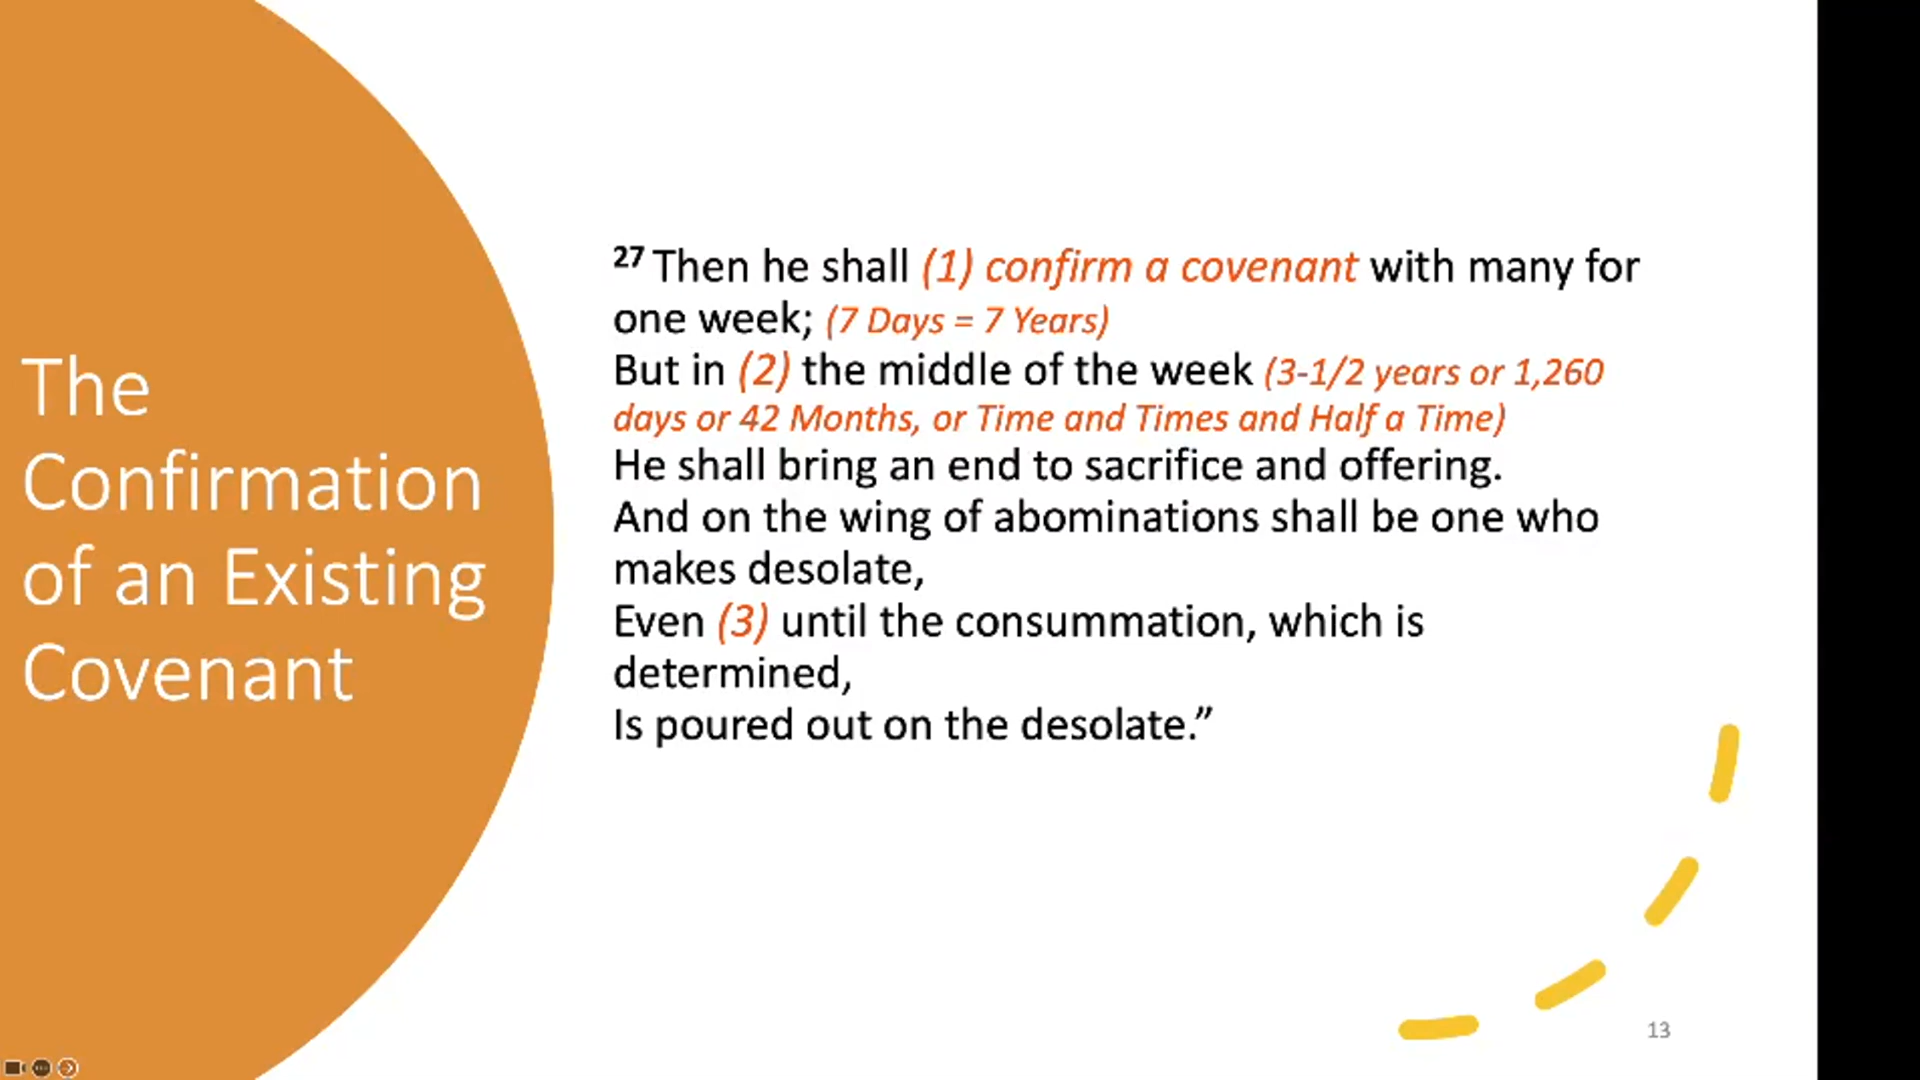 The
Confirmation
of an Existing
Covenant
27 Then he shall (1) confirm a covenant with many for
one week; (7 Days = 7 Years)
But in (2) the middle of the week (3-1/2 years or 1,260
days or 42 Months, or Time and Times and Half a Time)
He shall bring an end to sacrifice and offering.
And on the wing of abominations shall be one who
makes desolate,
Even (3) until the consummation, which is
determined,
Is poured out on the desolate.”
13